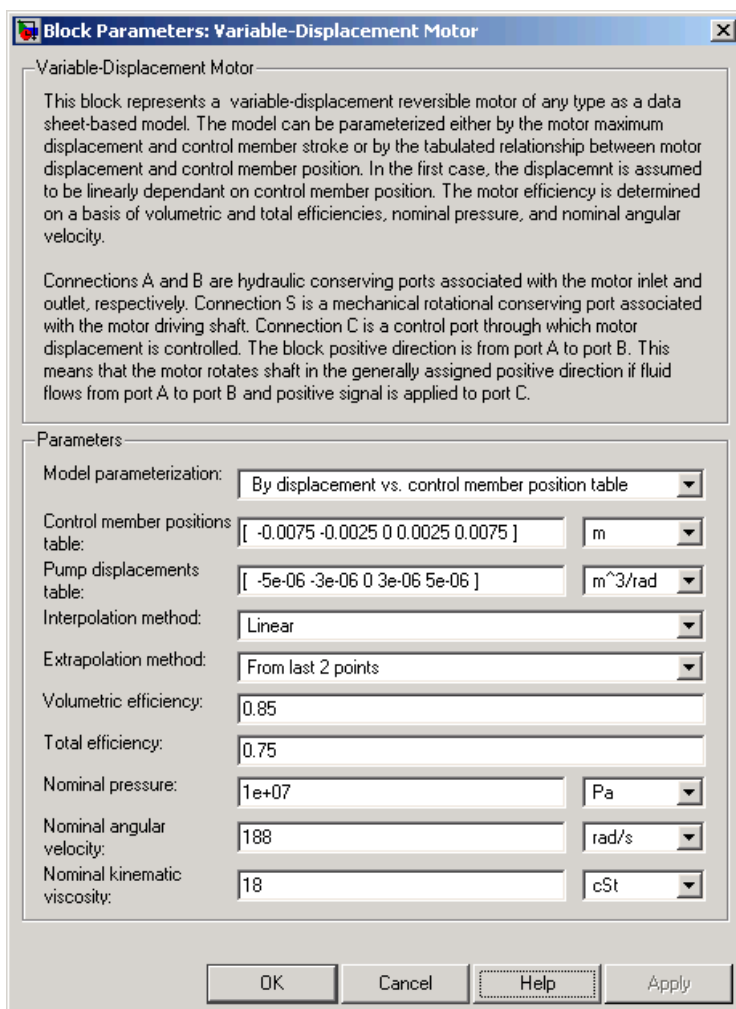 Block Parameters: Variable-Displacement Motor
Variable-Displacement Motor
This block represents a variable-displacement reversible motor of any type as a data
sheet-based model. The model can be parameterized either by the motor maximum
displacement and control member stroke or by the tabulated relationship between motor
displacement and control member position. In the first case, the displacemnt is assumed
to be linearly dependant on control member position. The motor efficiency is determined
on a basis of volumetric and total efficiencies, nominal pressure, and nominal angular
velocity.
Connections A and B are hydraulic conserving ports associated with the motor inlet and
outlet, respectively. Connection S is a mechanical rotational conserving port associated
with the motor driving shaft. Connection C is a control port through which motor
displacement is controlled. The block positive direction is from port A to port B. This
means that the motor rotates shaft in the generally assigned positive direction if fluid
flows from port A to port B and positive signal is applied to port C.
Parameters
Model parameterization: By displacement vs. control member position table
Control member positions
table: [ -0.0075 -0.0025 0 0.0025 0.0075 ] m
Pump displacements
table: [ -5e-06 -3e-06 0 3e-06 5e-06 ] m^3/rad
Interpolation method: Linear
Extrapolation method: From last 2 points
Volumetric efficiency: 0.85
Total efficiency: 0.75
Nominal pressure: 1e+07 Pa
Nominal angular
velocity: 188 rad/s
Nominal kinematic
viscosity: 18 cSt
OK Cancel Help Apply